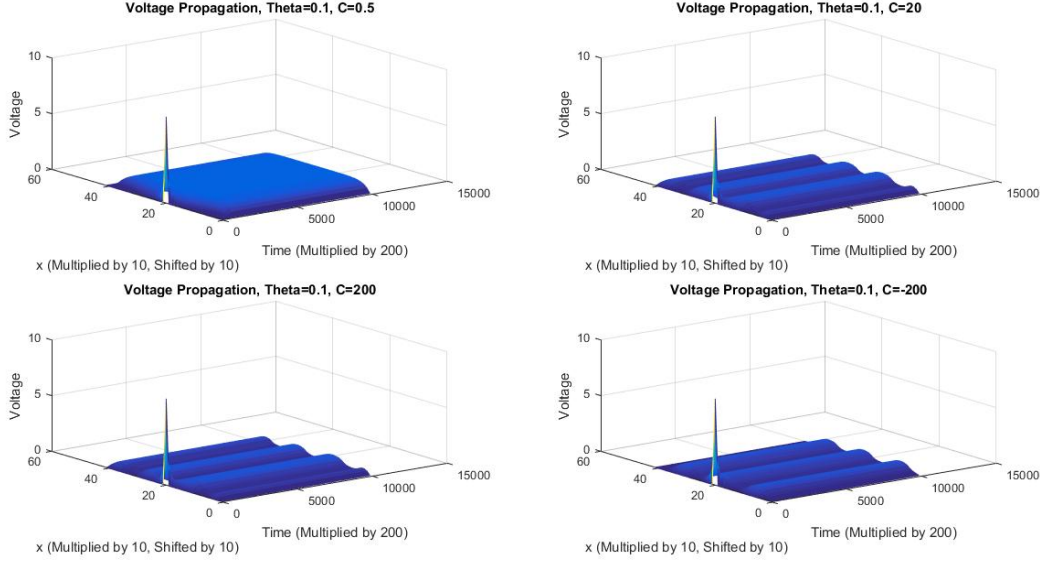 Voltage Propagation, Theta=0.1, C=0.5
10
5
0
Voltage
60
40
20
0
0
5000
10000
15000
Time (Multiplied by 200)
x (Multiplied by 10, Shifted by 10)
Voltage Propagation, Theta=0.1, C=20
10
5
0
Voltage
60
40
20
0
0
5000
10000
15000
Time (Multiplied by 200)
x (Multiplied by 10, Shifted by 10)
Voltage Propagation, Theta=0.1, C=200
10
5
0
Voltage
60
40
20
0
0
5000
10000
15000
Time (Multiplied by 200)
x (Multiplied by 10, Shifted by 10)
Voltage Propagation, Theta=0.1, C=-200
10
5
0
Voltage
60
40
20
0
0
5000
10000
15000
Time (Multiplied by 200)
x (Multiplied by 10, Shifted by 10)